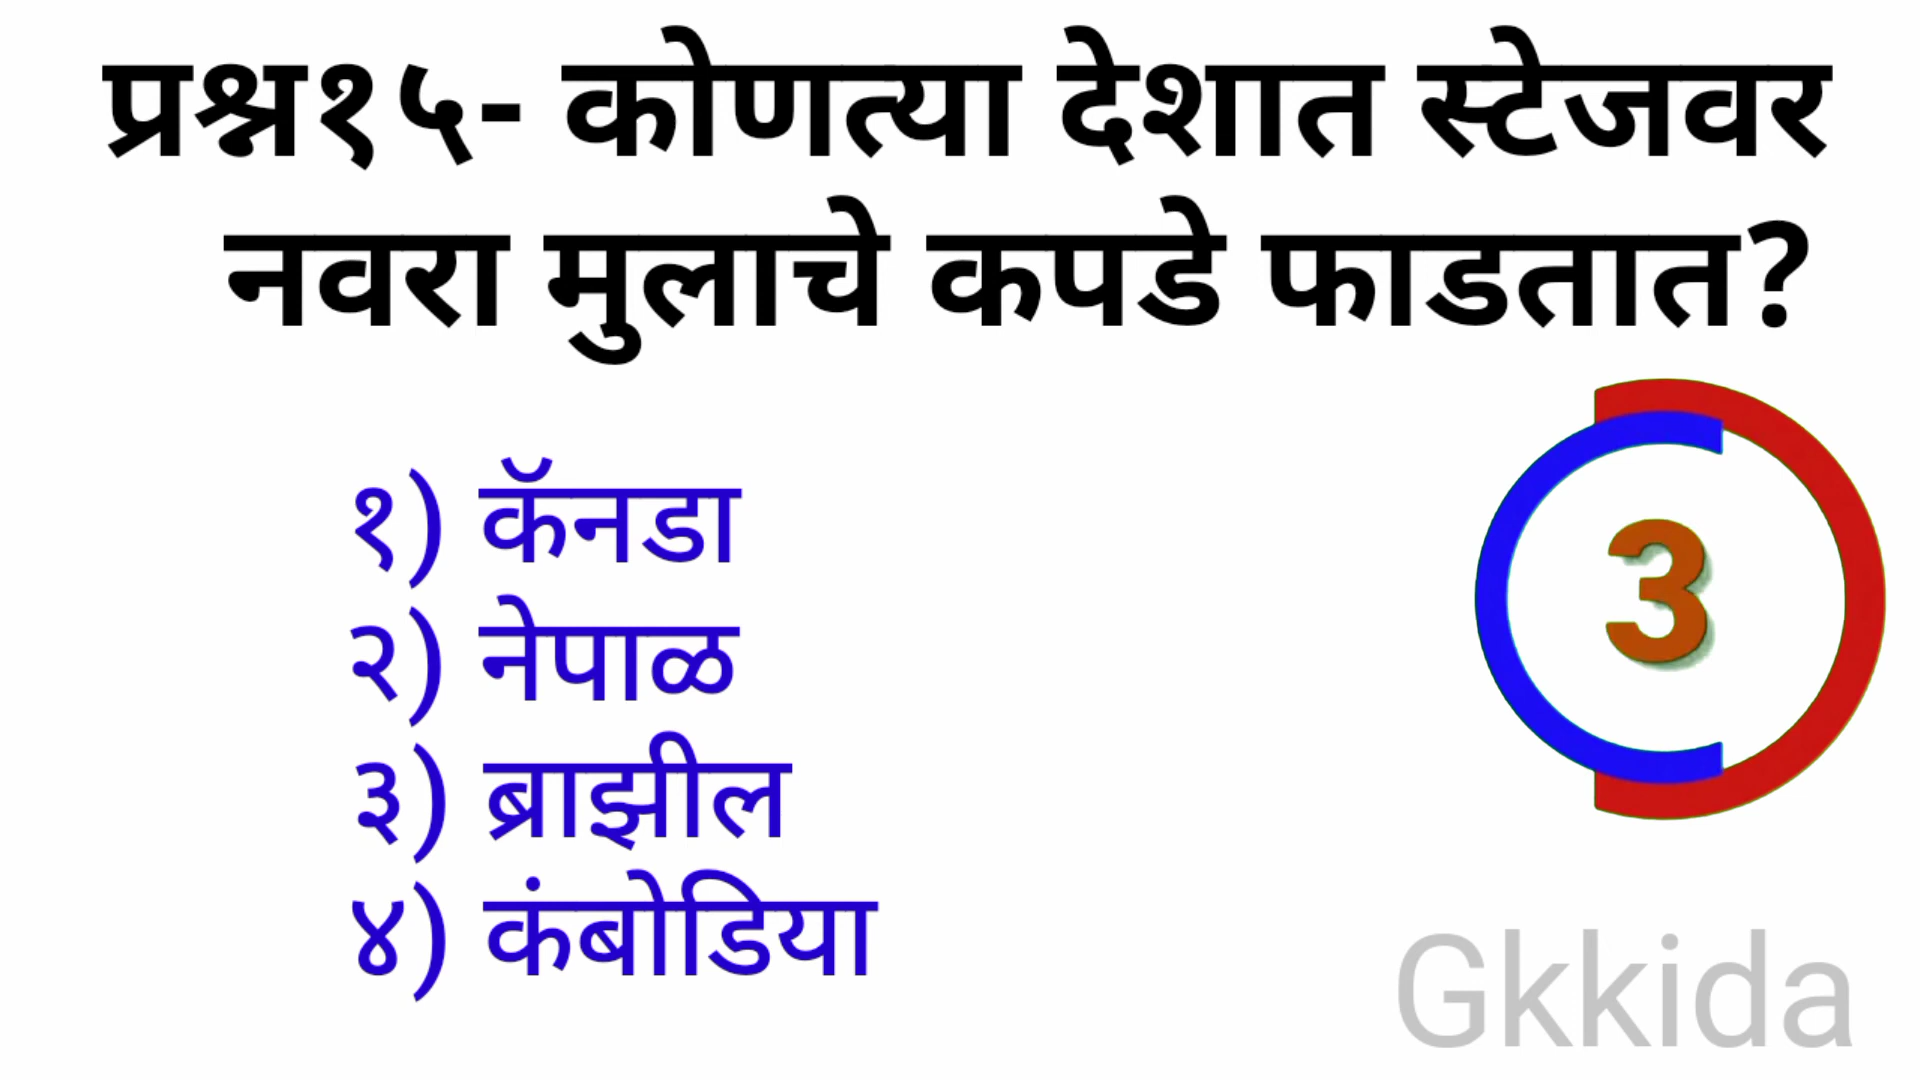 प्रश्न१५- कोणत्या देशात स्टेजवर
नवरा मुलाचे कपडे फाडतात?
१) कॅनडा
२) नेपाळ
३) ब्राझील
४) कंबोडिया
3
Gkkida